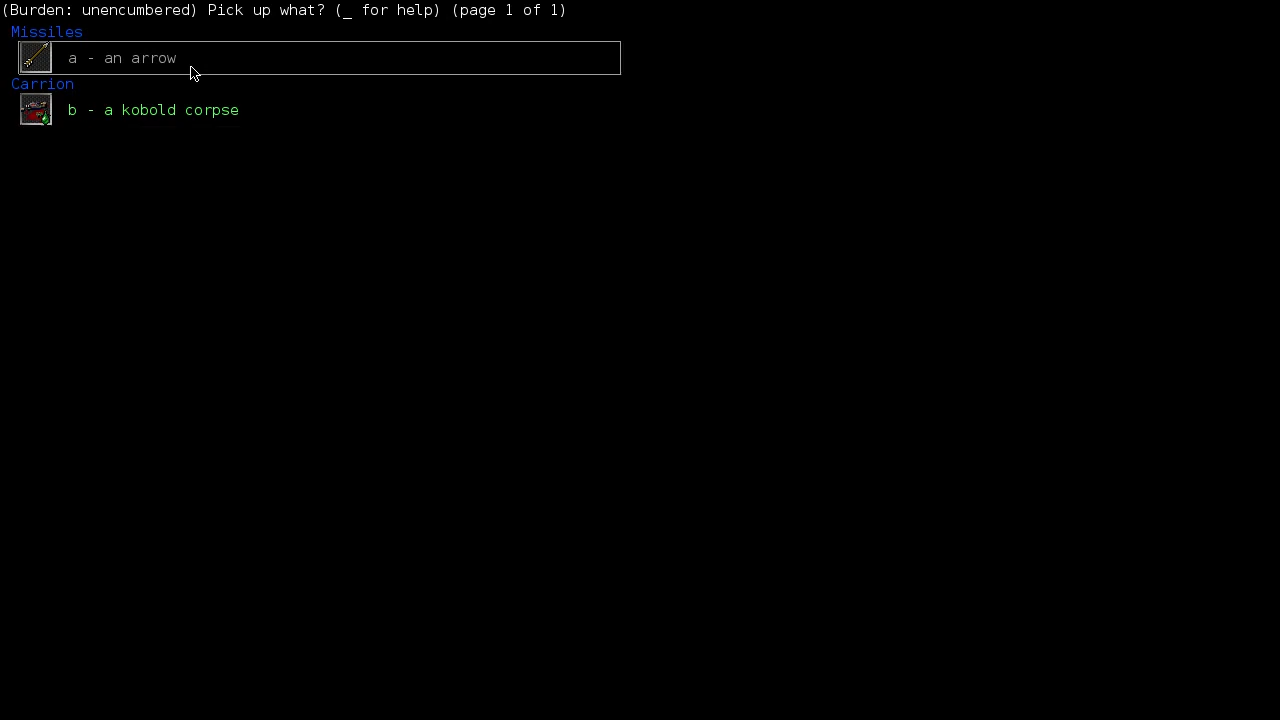 (Burden: unencumbered) Pick up what? (_ for help) (page 1 of 1)
Missiles
a - an arrow
Carrion
b - a kobold corpse